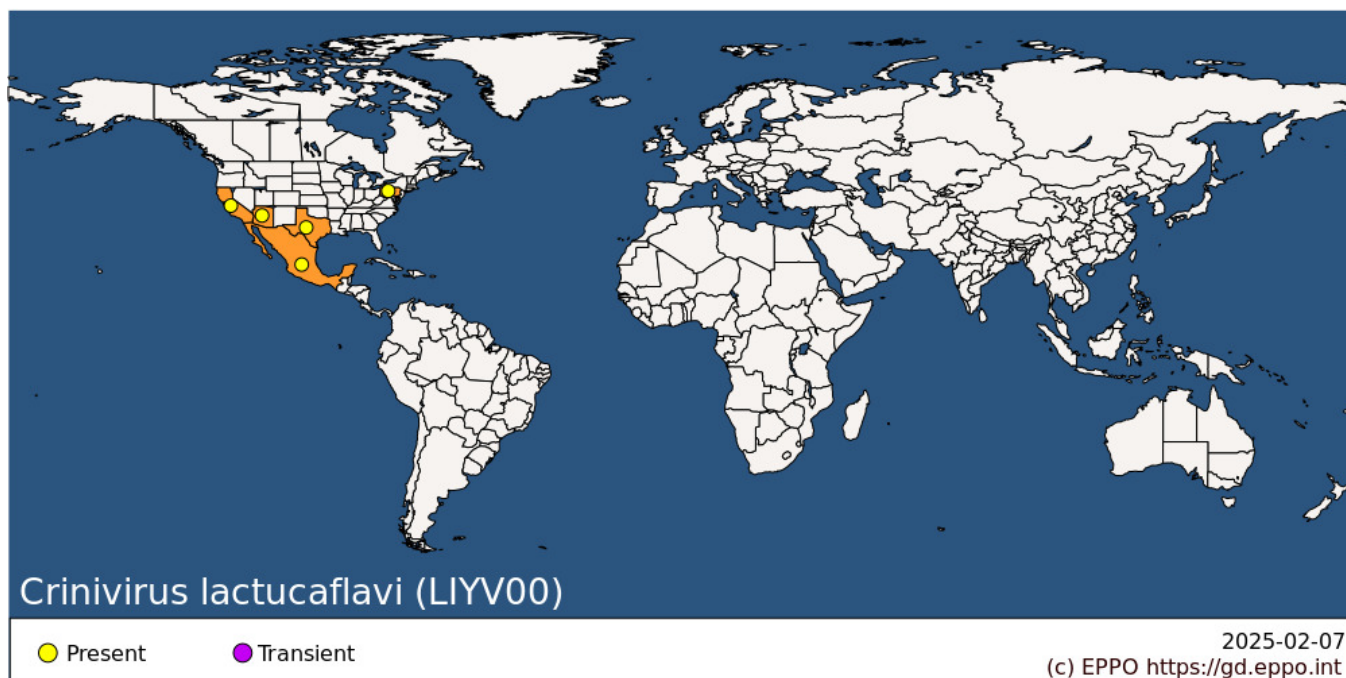 Crinivirus lactucaflavi (LIYV00)
Present
Transient
2025-02-07
(c) EPPO https://gd.eppo.int